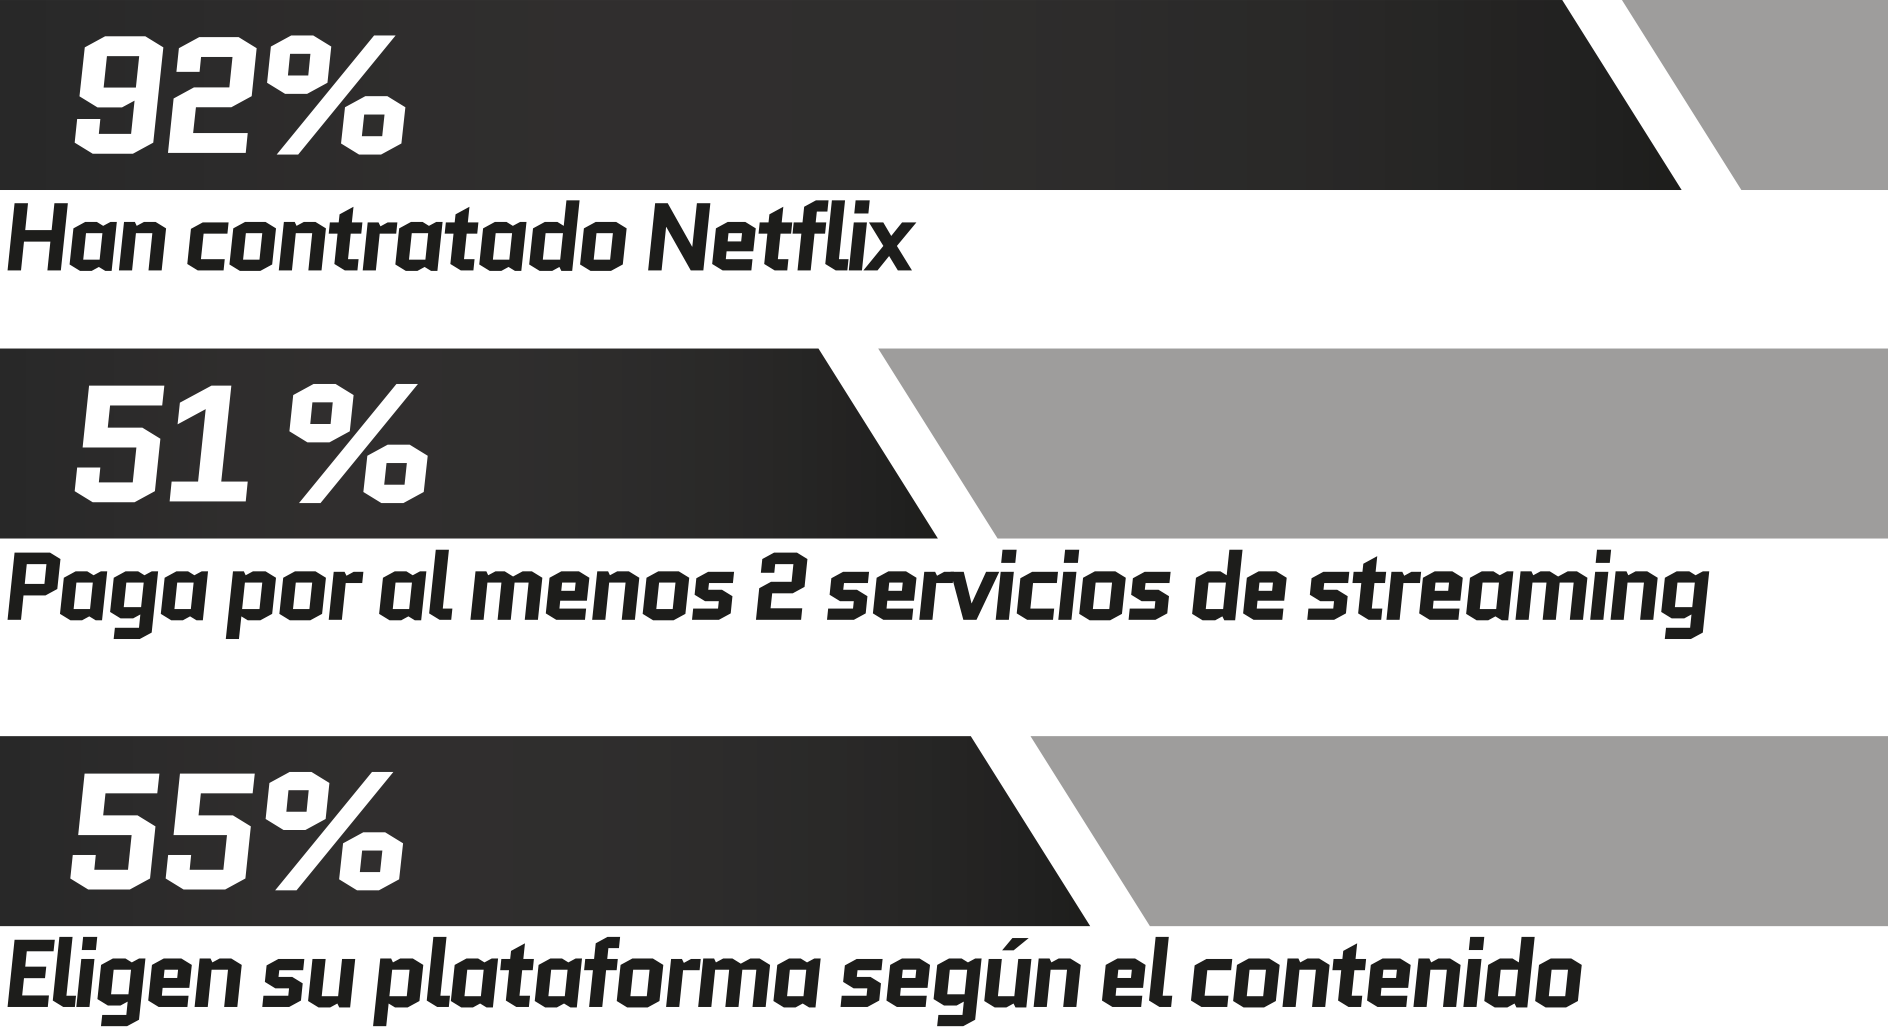 92%
Han contratado Netflix
51 %
Paga por al menos 2 servicios de streaming
55%
Eligen su plataforma según el contenido